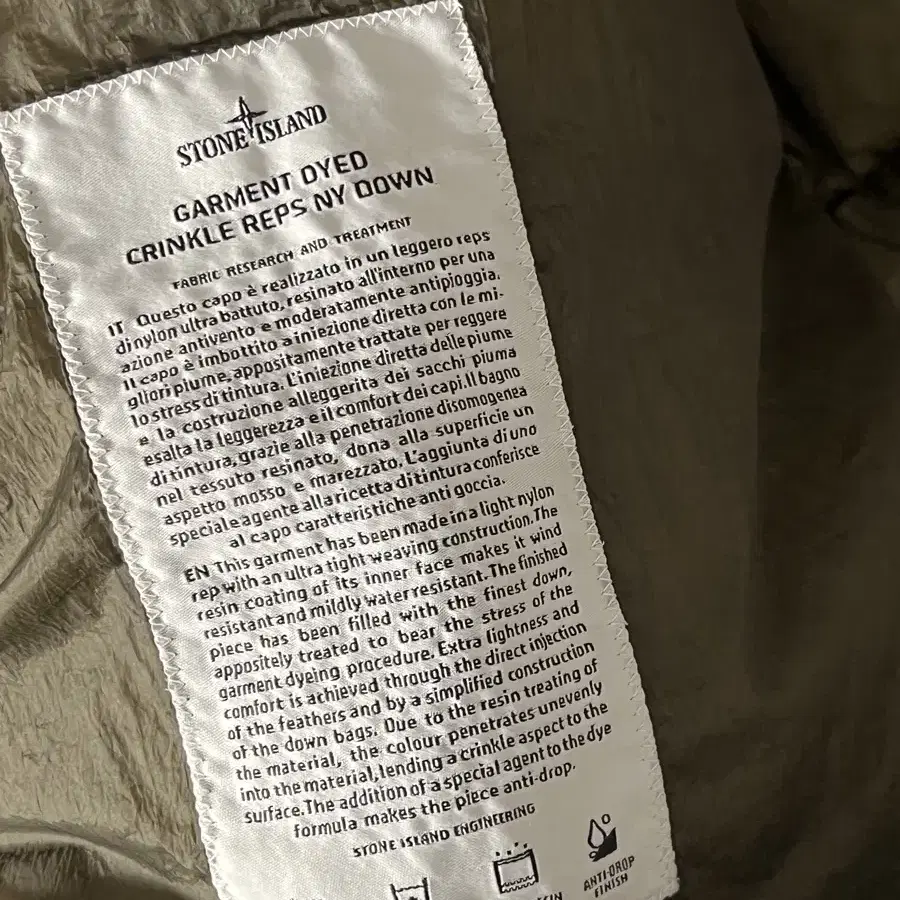 STONE ISLAND
GARMENT DYED
CRINKLE REPS NY DOWN
FABRIC RESEARCH AND TREATMENT
IT Questo capo è realizzato in un leggero reps
di nylon ultra battuto, resinato all'interno per una
azione antivento e moderatamente antipioggia.
Il capo è imbottito a iniezione diretta con le mi-
gliori piume, appositamente trattate per reggere
lo stress di tintura. L'iniezione diretta delle piume
e la costruzione alleggerita dei sacchi piuma
esalta la leggerezza e il comfort dei capi. Il bagno
di tintura, grazie alla penetrazione disomogenea
nel tessuto resinato, dona alla superficie un
aspetto mosso e marezzato. L'aggiunta di uno
speciale agente alla ricetta di tintura conferisce
al capo caratteristiche anti goccia.
EN This garment has been made in a light nylon
rep with an ultra tight weaving construction. The
resin coating of its inner face makes it wind
resistant and mildly water resistant. The finished
piece has been filled with the finest down,
appositely treated to bear the stress of the
garment dyeing procedure. Extra lightness and
comfort is achieved through the direct injection
of the feathers and by a simplified construction
of the down bags. Due to the resin treating of
the material, the colour penetrates unevenly
into the material, lending a crinkle aspect to the
surface. The addition of a special agent to the dye
formula makes the piece anti-drop.
STONE ISLAND ENGINEERING
ANTI-DROP
FINISH